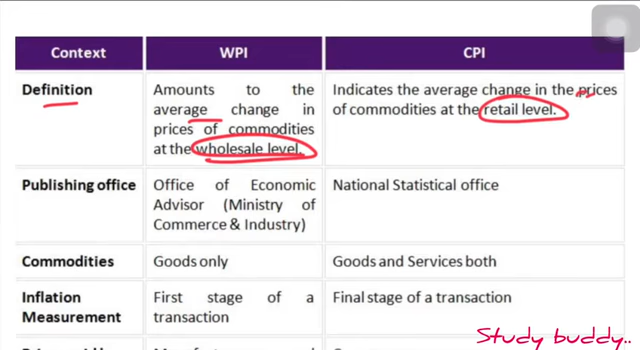 Context WPI CPI
Definition Amounts to the Indicates the average change in the prices
average change in of commodities at the retail level.
prices of commodities
at the wholesale level.
Publishing office Office of Economic National Statistical office
Advisor (Ministry of
Commerce & Industry)
Commodities Goods only Goods and Services both
Inflation First stage of a Final stage of a transaction
Measurement transaction
Study buddy..